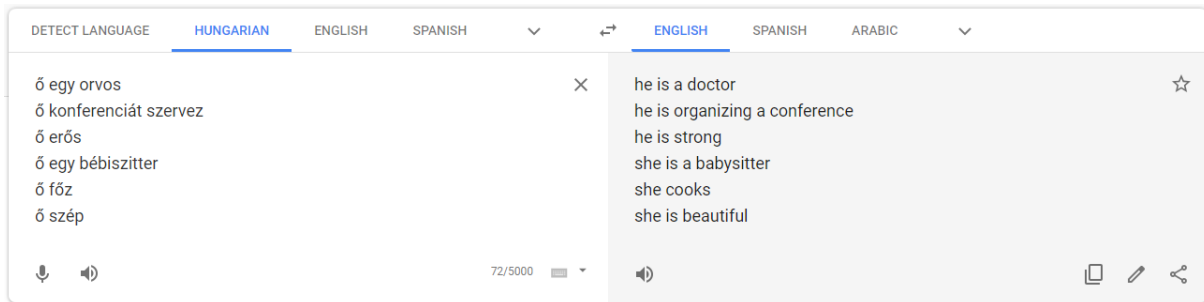 DETECT LANGUAGE HUNGARIAN ENGLISH SPANISH ENGLISH SPANISH ARABIC
ő egy orvos
ő konferenciát szervez
ő erős
ő egy bébiszitter
ő főz
ő szép
72/5000
he is a doctor
he is organizing a conference
he is strong
she is a babysitter
she cooks
she is beautiful